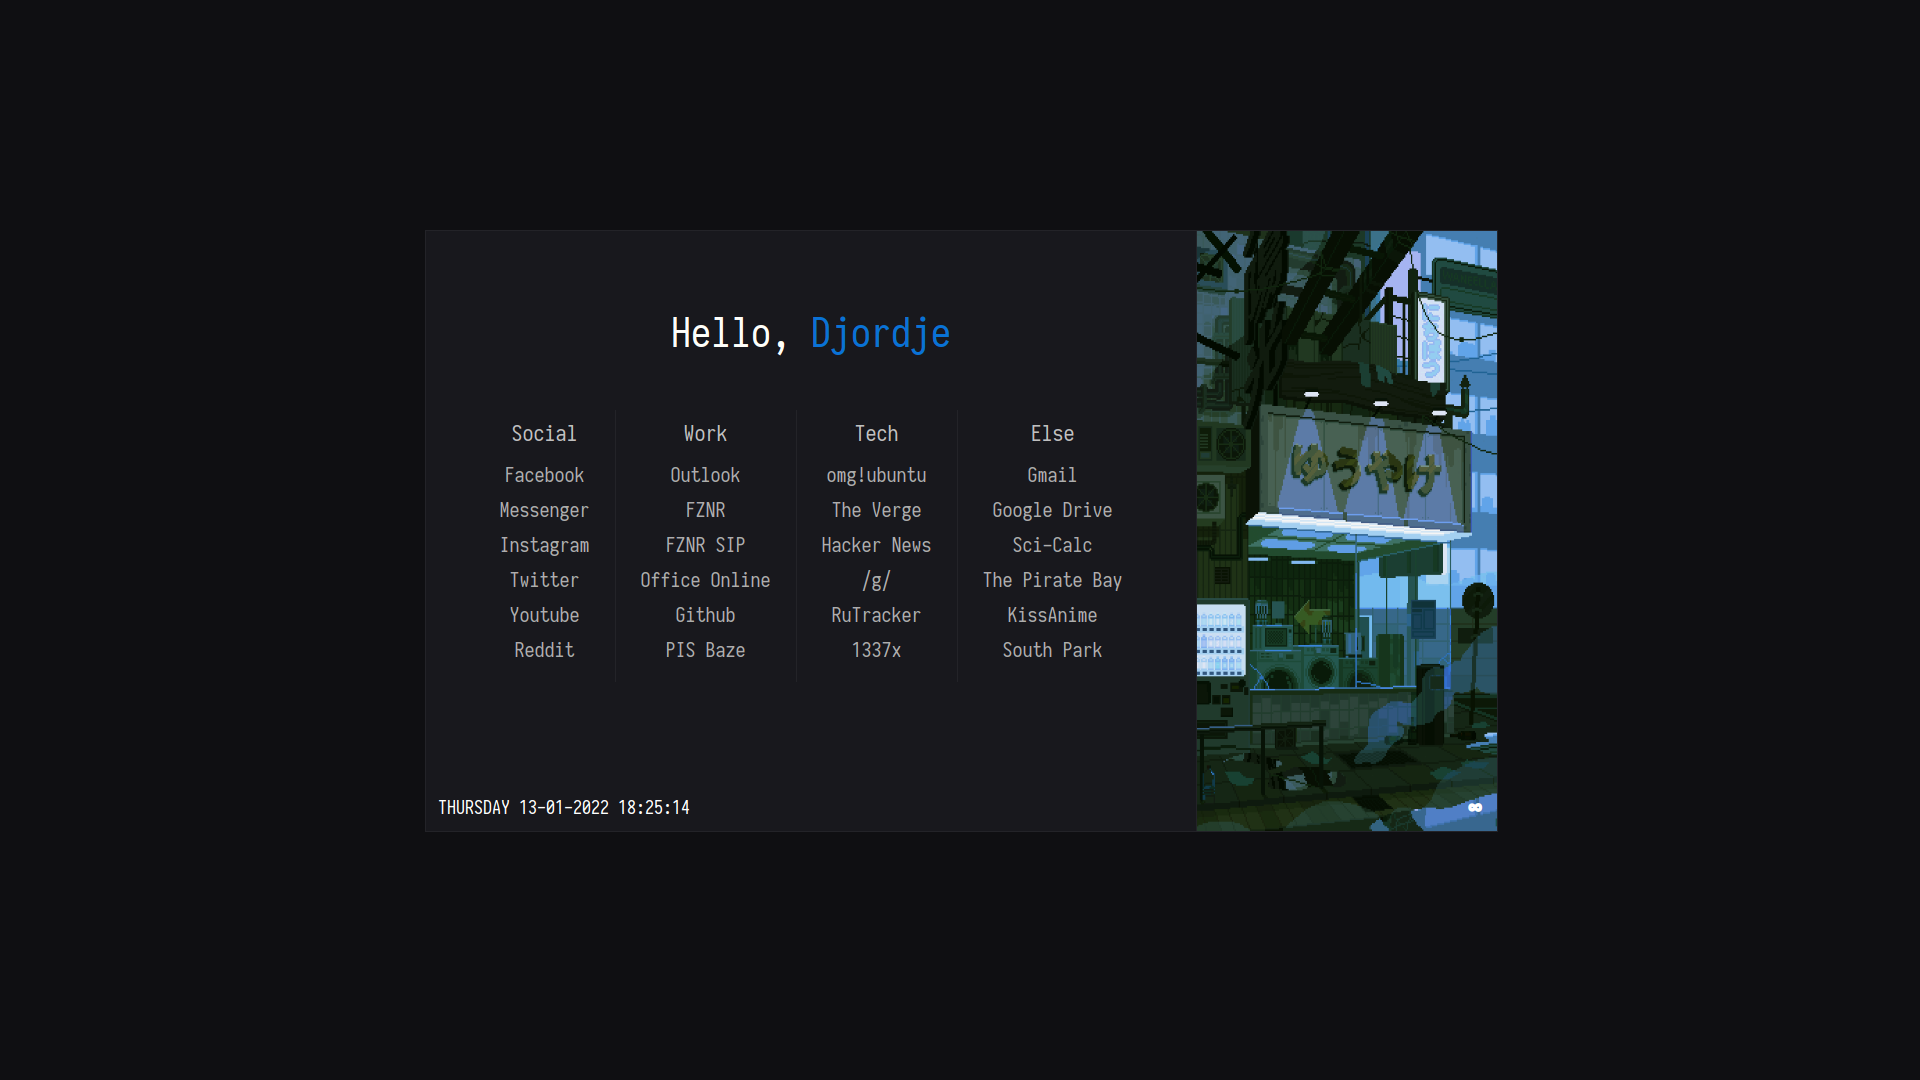 Hello, Djordje
Social
Facebook
Messenger
Instagram
Twitter
Youtube
Reddit
Work
Outlook
FZNR
FZNR SIP
Office Online
Github
PIS Baze
Tech
omg!ubuntu
The Verge
Hacker News
/g/
RuTracker
1337x
Else
Gmail
Google Drive
Sci-Calc
The Pirate Bay
KissAnime
South Park
THURSDAY 13-01-2022 18:25:14
ゆうやけ